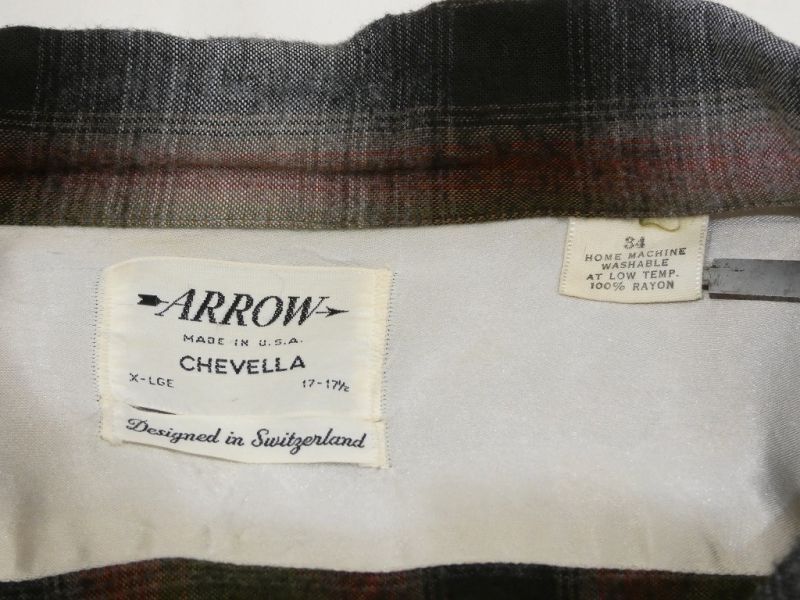 ARROW
MADE IN U.S.A.
CHEVELLA
X-LGE 17-17½
Designed in Switzerland
34
HOME MACHINE
WASHABLE
AT LOW TEMP.
100% RAYON